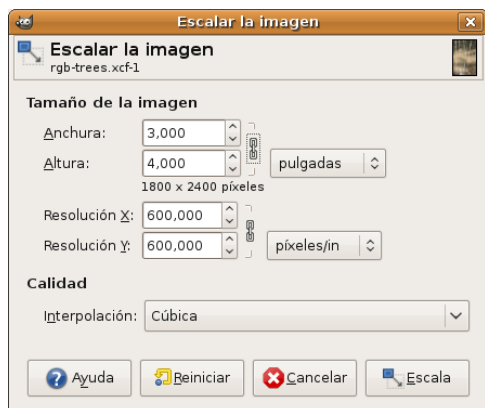 Escalar la imagen
Escalar la imagen
rgb-trees.xcf-1
Tamaño de la imagen
Anchura: 3,000
Altura: 4,000 pulgadas
1800 x 2400 píxeles
Resolución X: 600,000
Resolución Y: 600,000 píxeles/in
Calidad
Interpolación: Cúbica
Ayuda Reiniciar Cancelar Escala